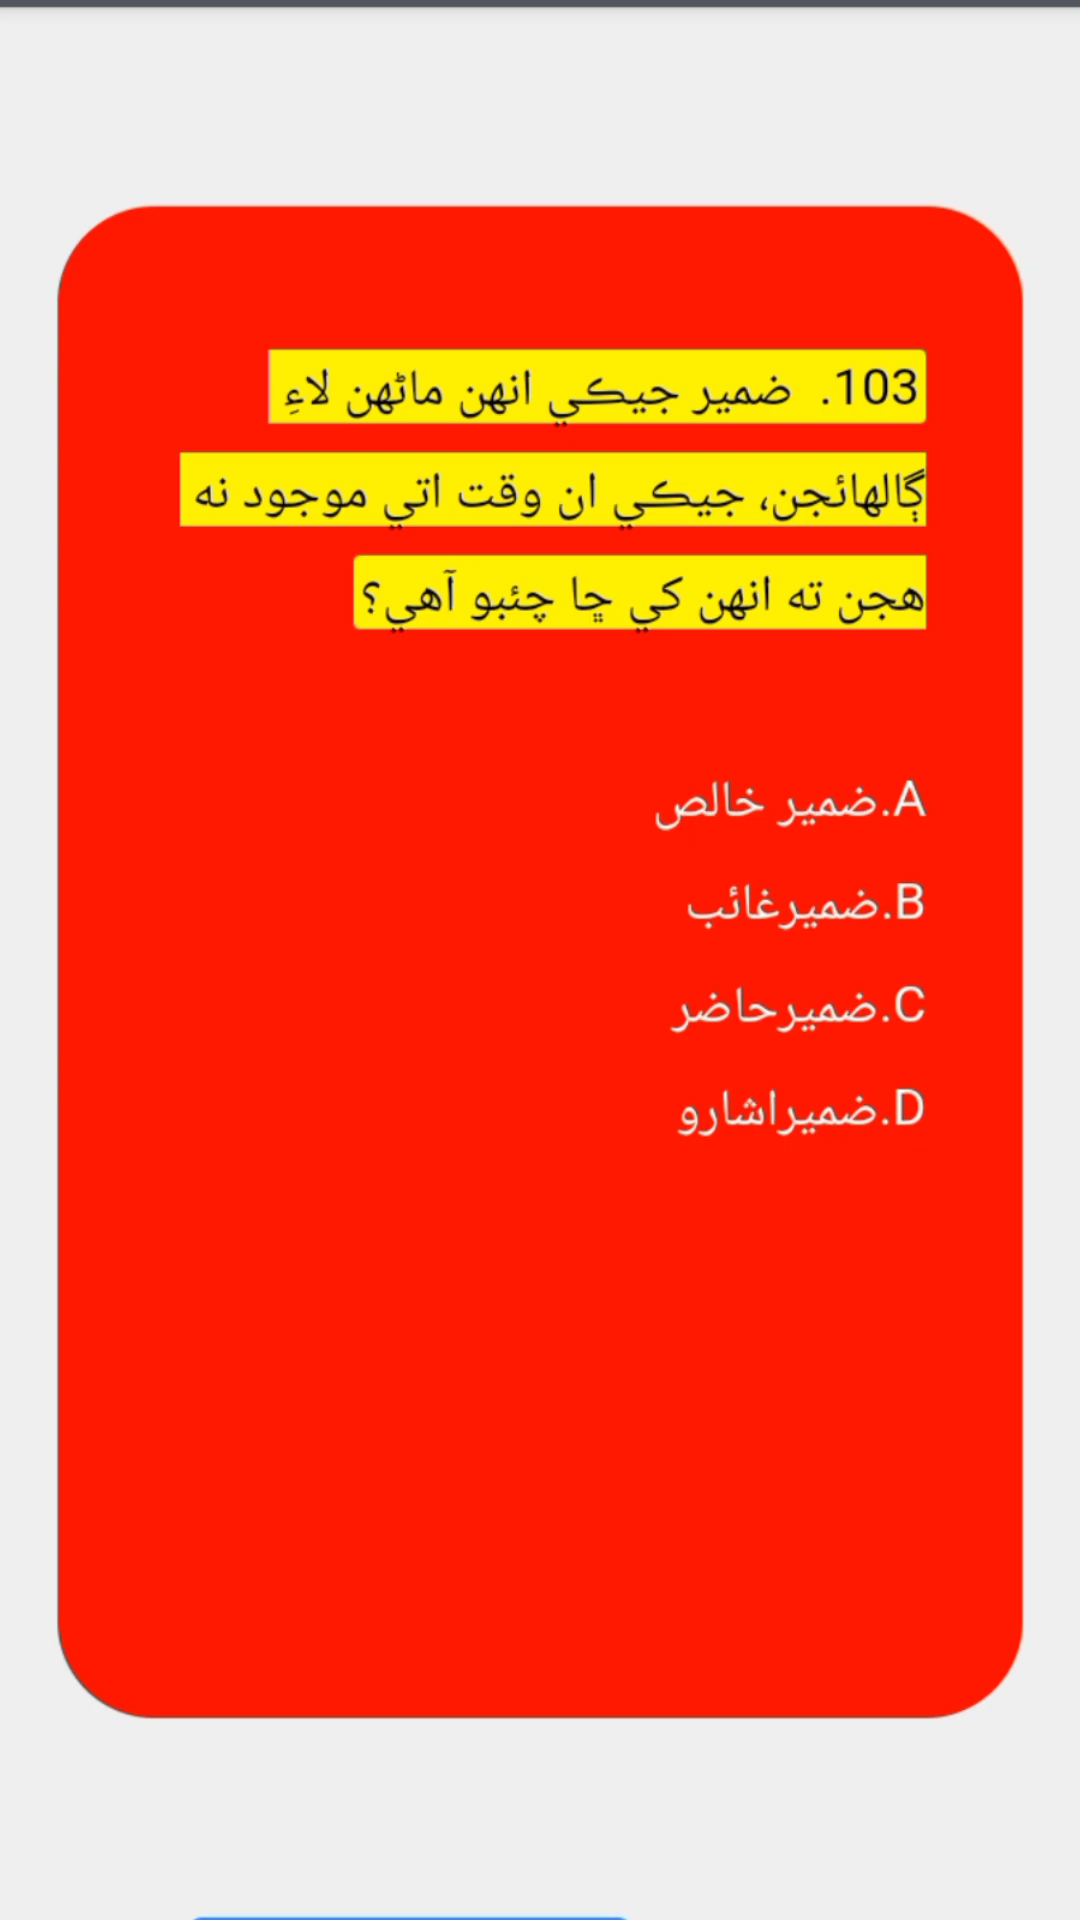 103.  ضمير جيڪي انهن ماڻهن لاءِ
ڳالهائجن، جيڪي ان وقت اتي موجود نه
هجن ته انهن کي ڇا چئبو آهي؟
A.ضمير خالص
B.ضميرغائب
C.ضميرحاضر
D.ضميراشارو